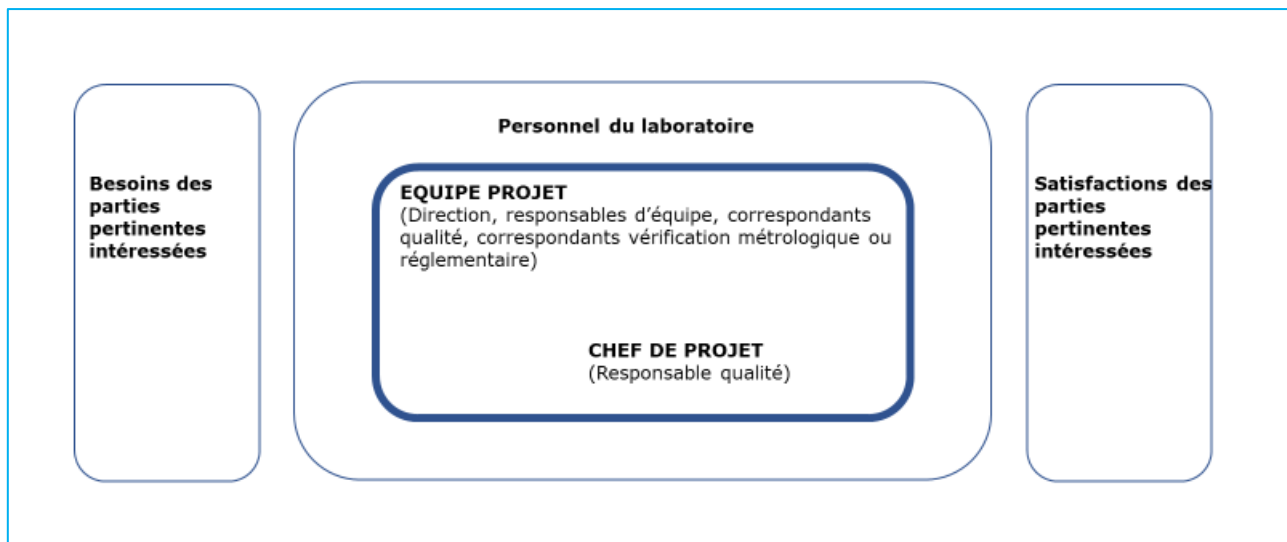 Besoins des
parties
pertinentes
intéressées
Personnel du laboratoire
EQUIPE PROJET
(Direction, responsables d'équipe, correspondants
qualité, correspondants vérification métrologique ou
réglementaire)
CHEF DE PROJET
(Responsable qualité)
Satisfactions des
parties
pertinentes
intéressées